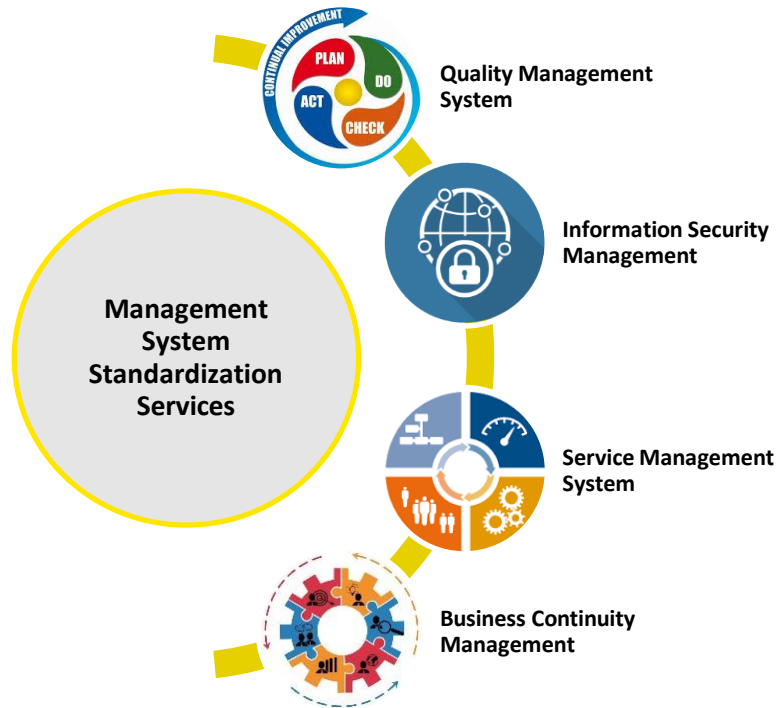 Management
System
Standardization
Services
CONTINUAL IMPROVEMENT
PLAN
DO
ACT
CHECK
Quality Management
System
Information Security
Management
Service Management
System
Business Continuity
Management